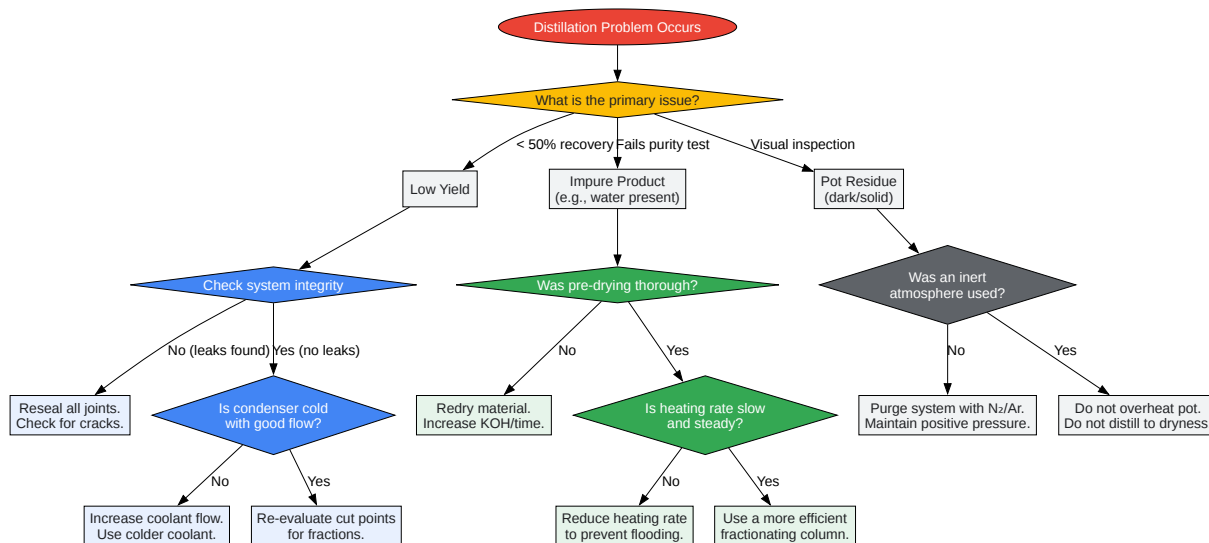 Distillation Problem Occurs
What is the primary issue?
< 50% recovery
Fails purity test
Visual inspection
Low Yield
Impure Product
(e.g., water present)
Pot Residue
(dark/solid)
Check system integrity
Was pre-drying thorough?
Was an inert
atmosphere used?
No (leaks found)
Yes (no leaks)
No
Yes
No
Yes
Reseal all joints.
Check for cracks.
Is condenser cold
with good flow?
Redry material.
Increase KOH/time.
Is heating rate slow
and steady?
Purge system with N₂/Ar.
Maintain positive pressure.
Do not overheat pot.
Do not distill to dryness
No
Yes
No
Yes
Increase coolant flow.
Use colder coolant.
Re-evaluate cut points
for fractions.
Reduce heating rate
to prevent flooding.
Use a more efficient
fractionating column.